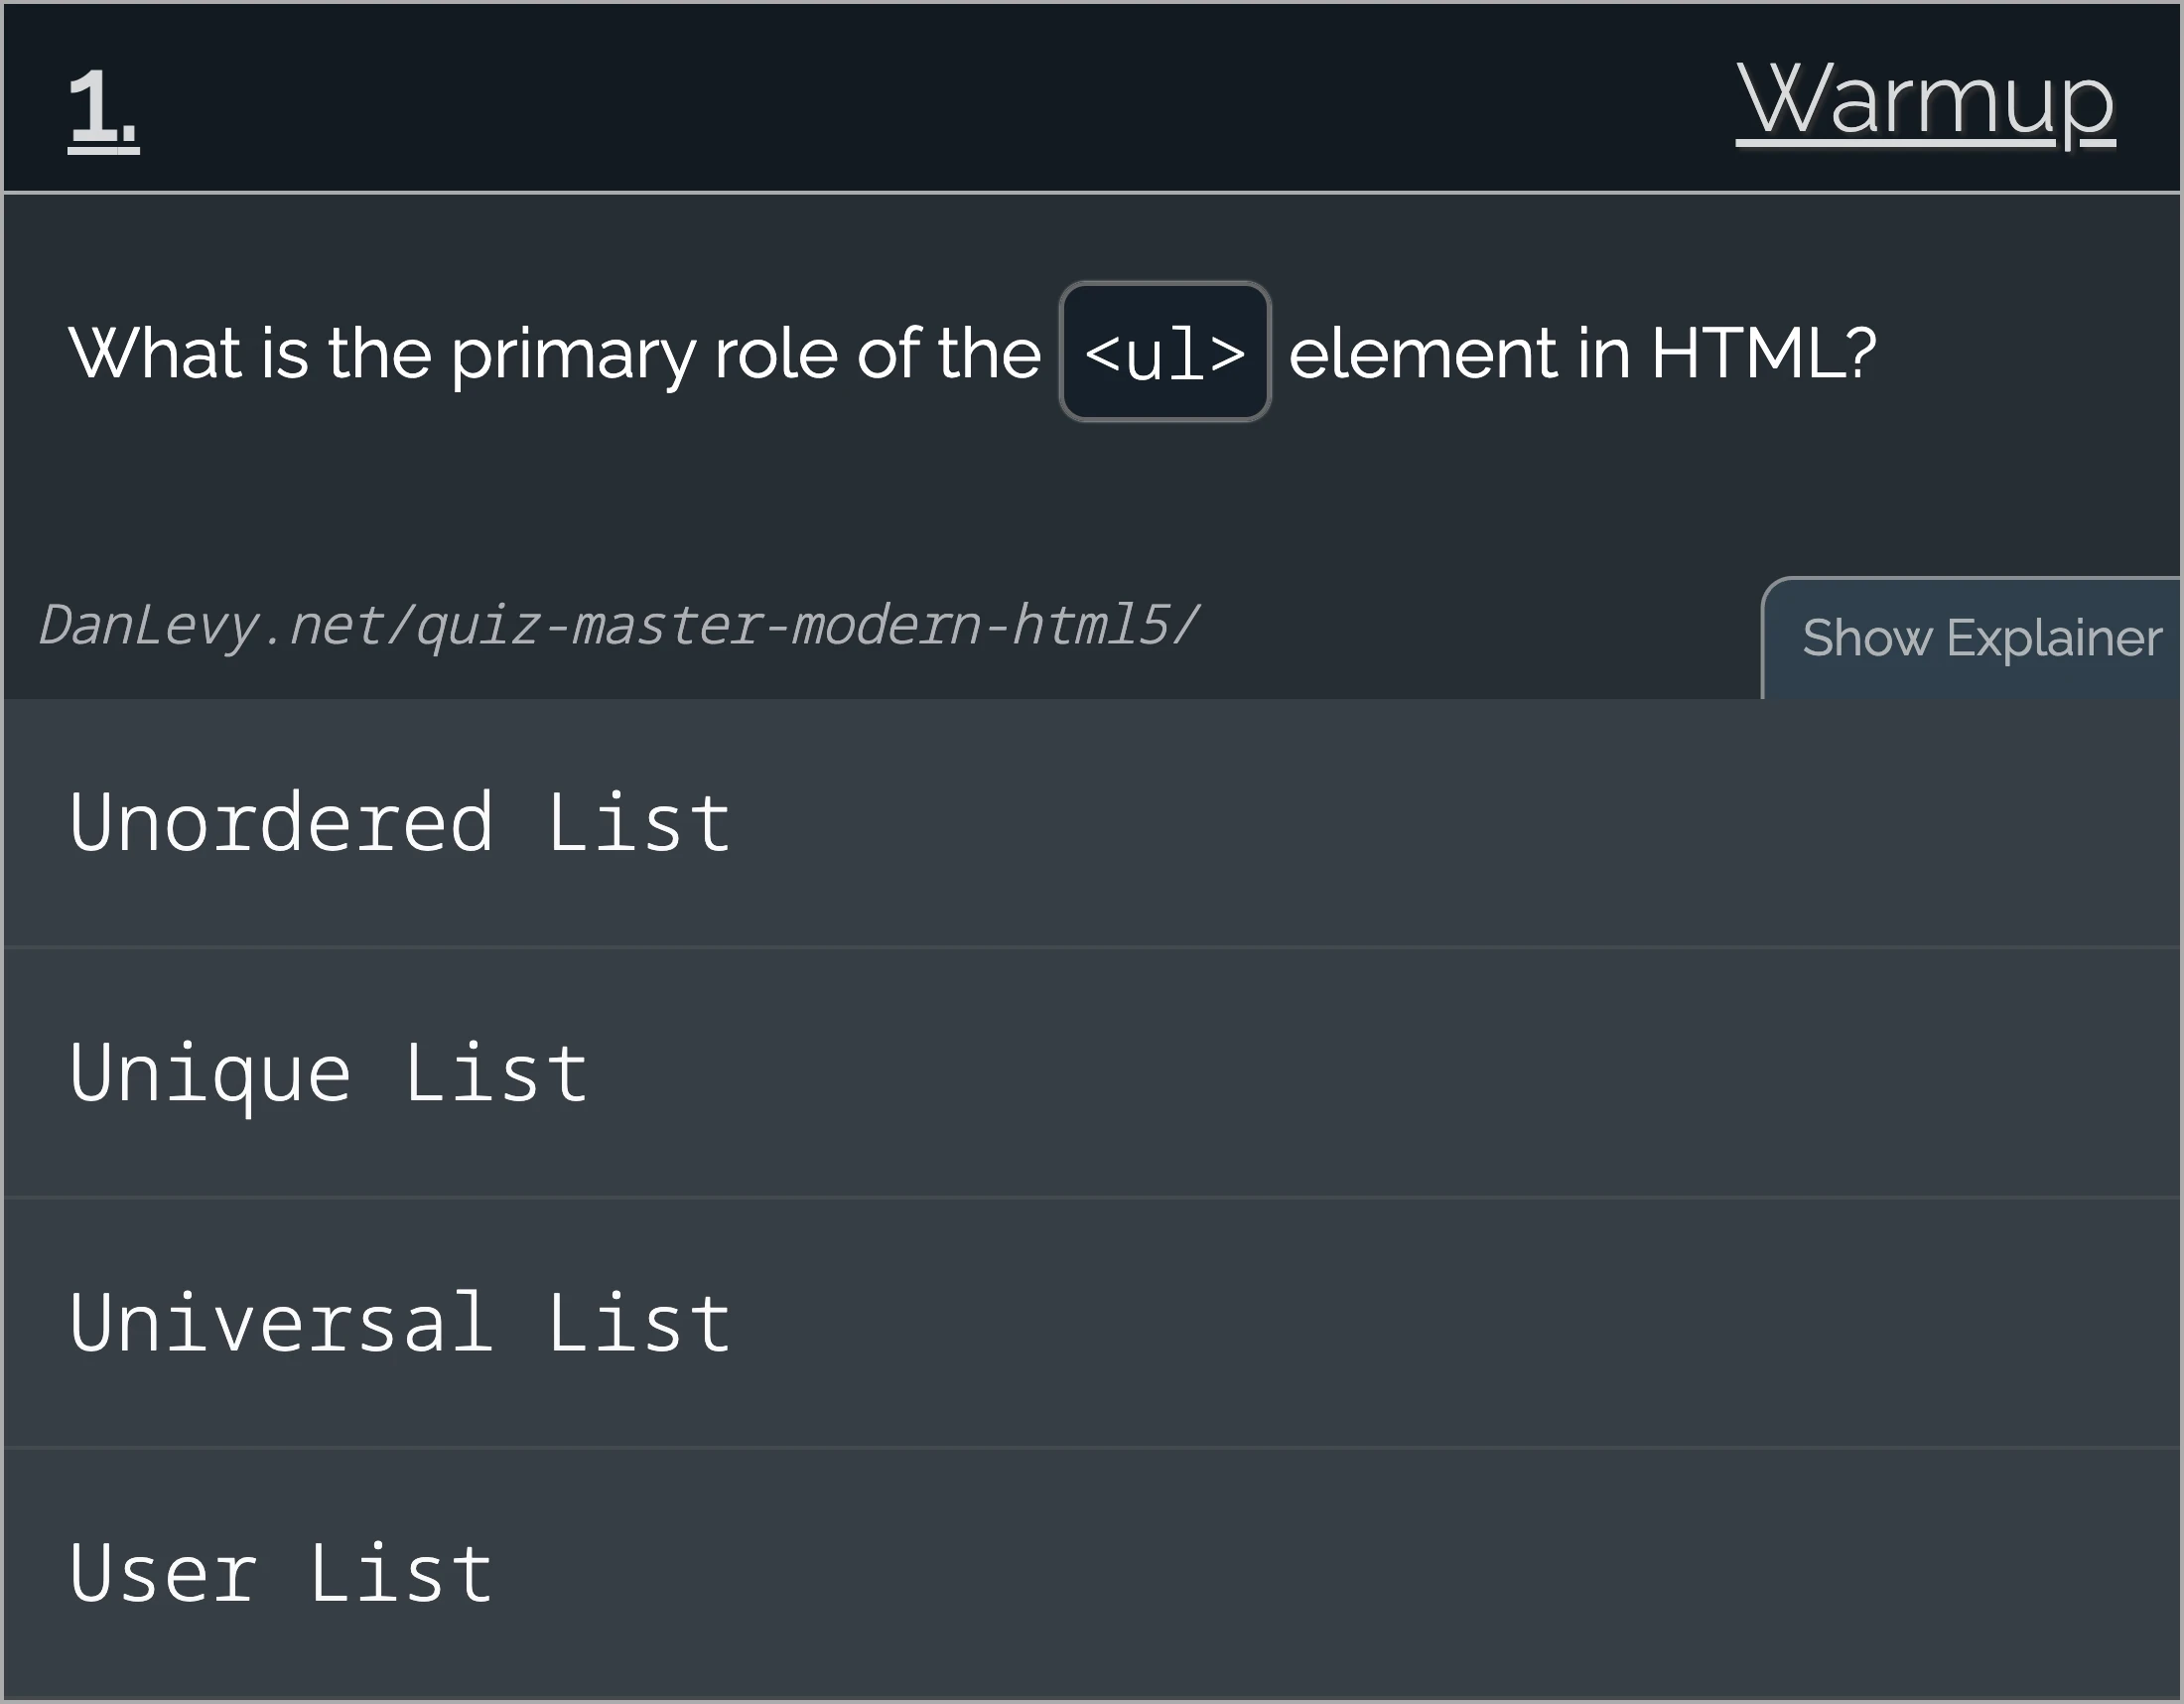 1.
Warmup
What is the primary role of the <ul> element in HTML?
DanLevy.net/quiz-master-modern-html5/
Show Explainer
Unordered List
Unique List
Universal List
User List